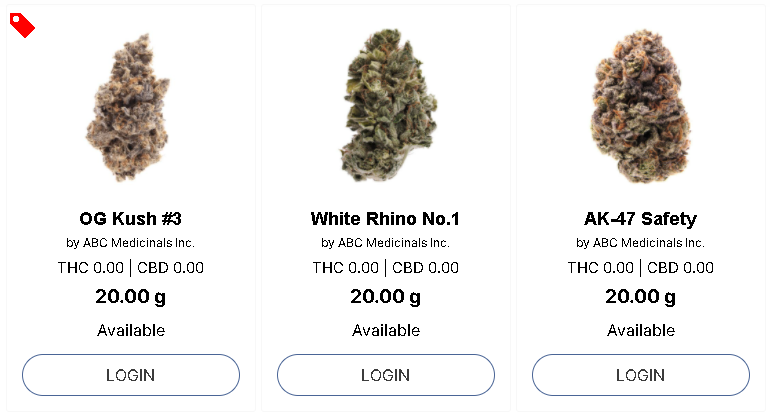 OG Kush #3
by ABC Medicinals Inc.
THC 0.00 | CBD 0.00
20.00 g
Available
LOGIN
White Rhino No.1
by ABC Medicinals Inc.
THC 0.00 | CBD 0.00
20.00 g
Available
LOGIN
AK-47 Safety
by ABC Medicinals Inc.
THC 0.00 | CBD 0.00
20.00 g
Available
LOGIN